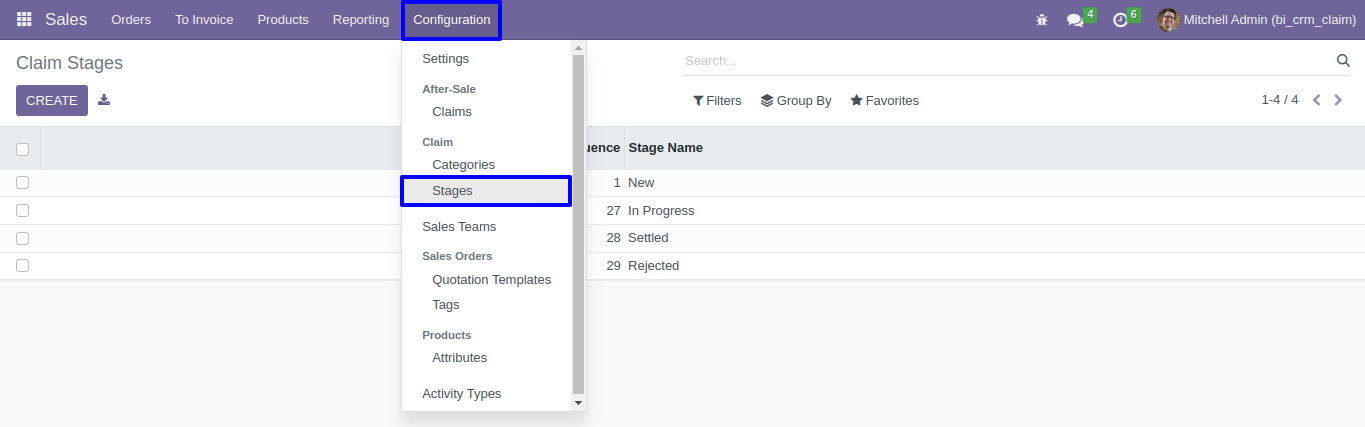 Sales Orders To Invoice Products Reporting Configuration 4 6 Mitchell Admin (bi_crm_claim)
Claim Stages
Search...
CREATE
Filters Group By Favorites 1-4 / 4
Settings
After-Sale
Claims
Claim
Categories
Stages
Sales Teams
Sales Orders
Quotation Templates
Tags
Products
Attributes
Activity Types
uence Stage Name
1 New
27 In Progress
28 Settled
29 Rejected